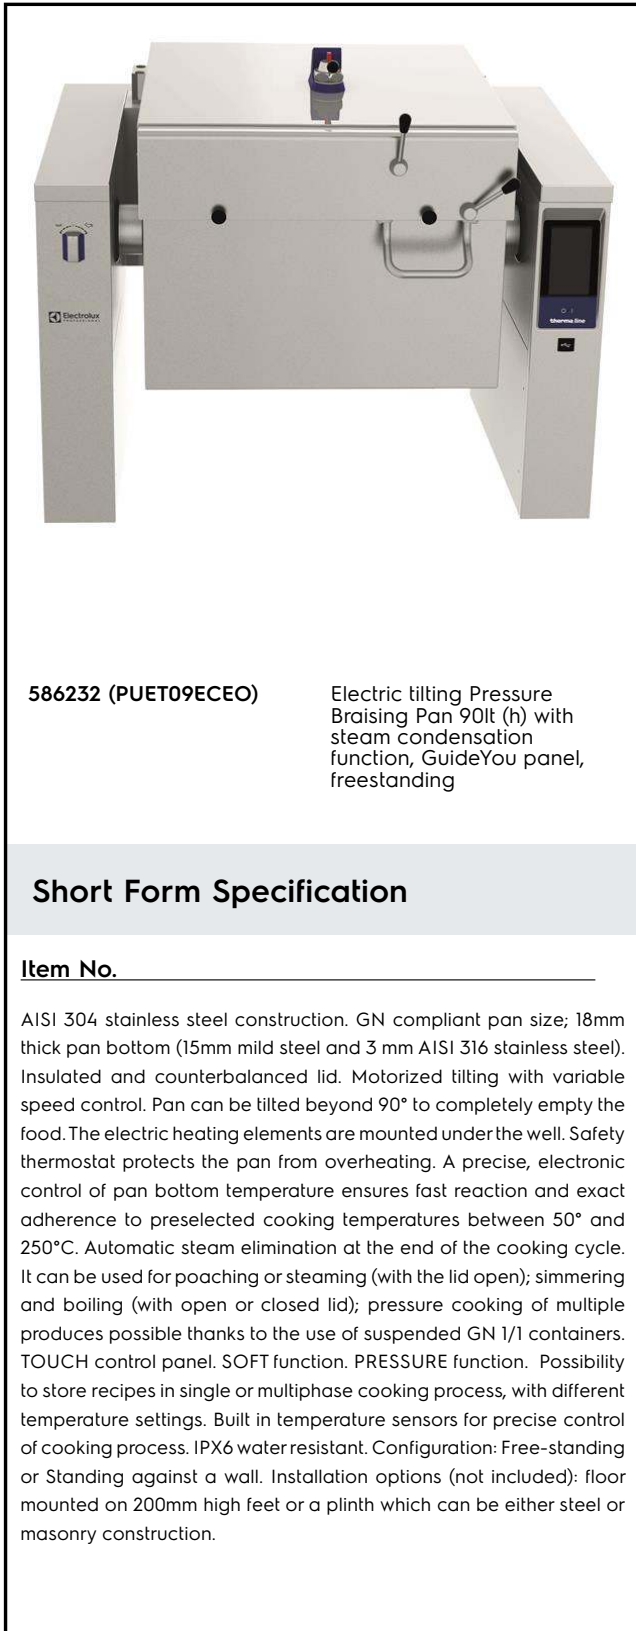 Electrolux
PROFESSIONAL
thermaline
586232 (PUET09ECEO)
Electric tilting Pressure
Braising Pan 90lt (h) with
steam condensation
function, GuideYou panel,
freestanding
Short Form Specification
Item No.
AISI 304 stainless steel construction. GN compliant pan size; 18mm
thick pan bottom (15mm mild steel and 3 mm AISI 316 stainless steel).
Insulated and counterbalanced lid. Motorized tilting with variable
speed control. Pan can be tilted beyond 90° to completely empty the
food. The electric heating elements are mounted under the well. Safety
thermostat protects the pan from overheating. A precise, electronic
control of pan bottom temperature ensures fast reaction and exact
adherence to preselected cooking temperatures between 50° and
250°C. Automatic steam elimination at the end of the cooking cycle.
It can be used for poaching or steaming (with the lid open); simmering
and boiling (with open or closed lid); pressure cooking of multiple
produces possible thanks to the use of suspended GN 1/1 containers.
TOUCH control panel. SOFT function. PRESSURE function. Possibility
to store recipes in single or multiphase cooking process, with different
temperature settings. Built in temperature sensors for precise control
of cooking process. IPX6 water resistant. Configuration: Free-standing
or Standing against a wall. Installation options (not included): floor
mounted on 200mm high feet or a plinth which can be either steel or
masonry construction.